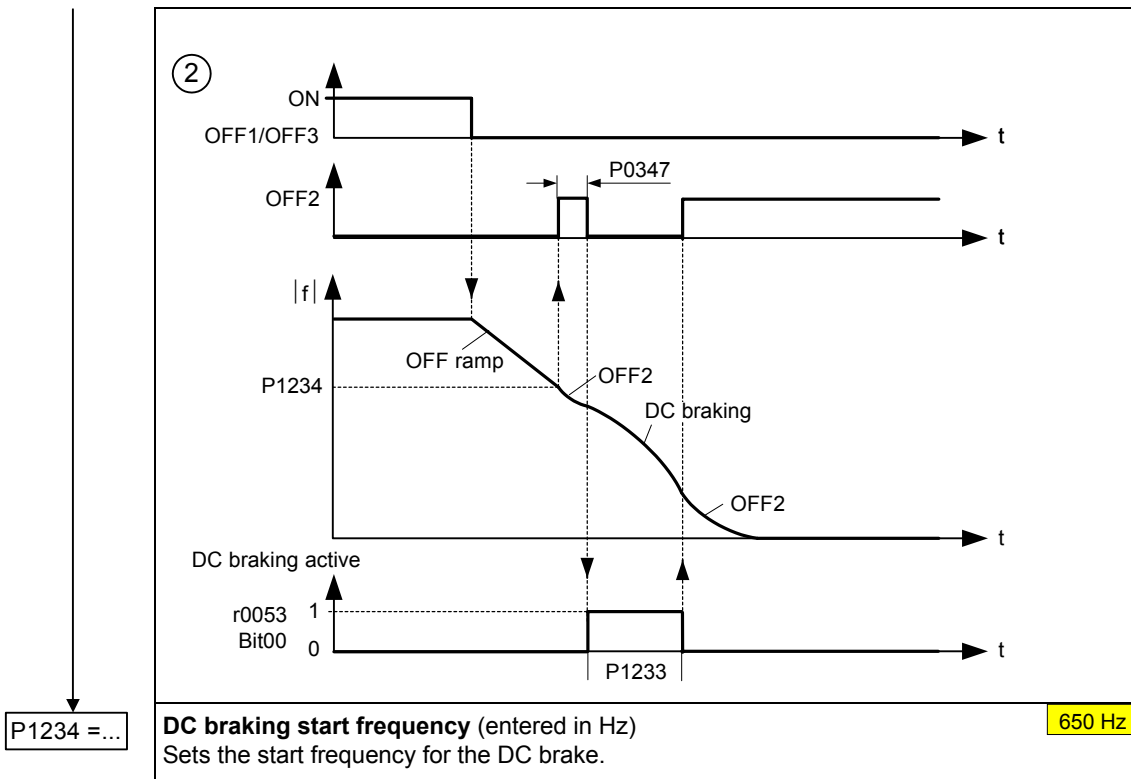 2
ON
OFF1/OFF3
t
P0347
OFF2
t
|f|
OFF ramp
P1234
OFF2
DC braking
OFF2
t
DC braking active
r0053 1
Bit00 0
t
P1233
P1234 =...
DC braking start frequency (entered in Hz) 650 Hz
Sets the start frequency for the DC brake.